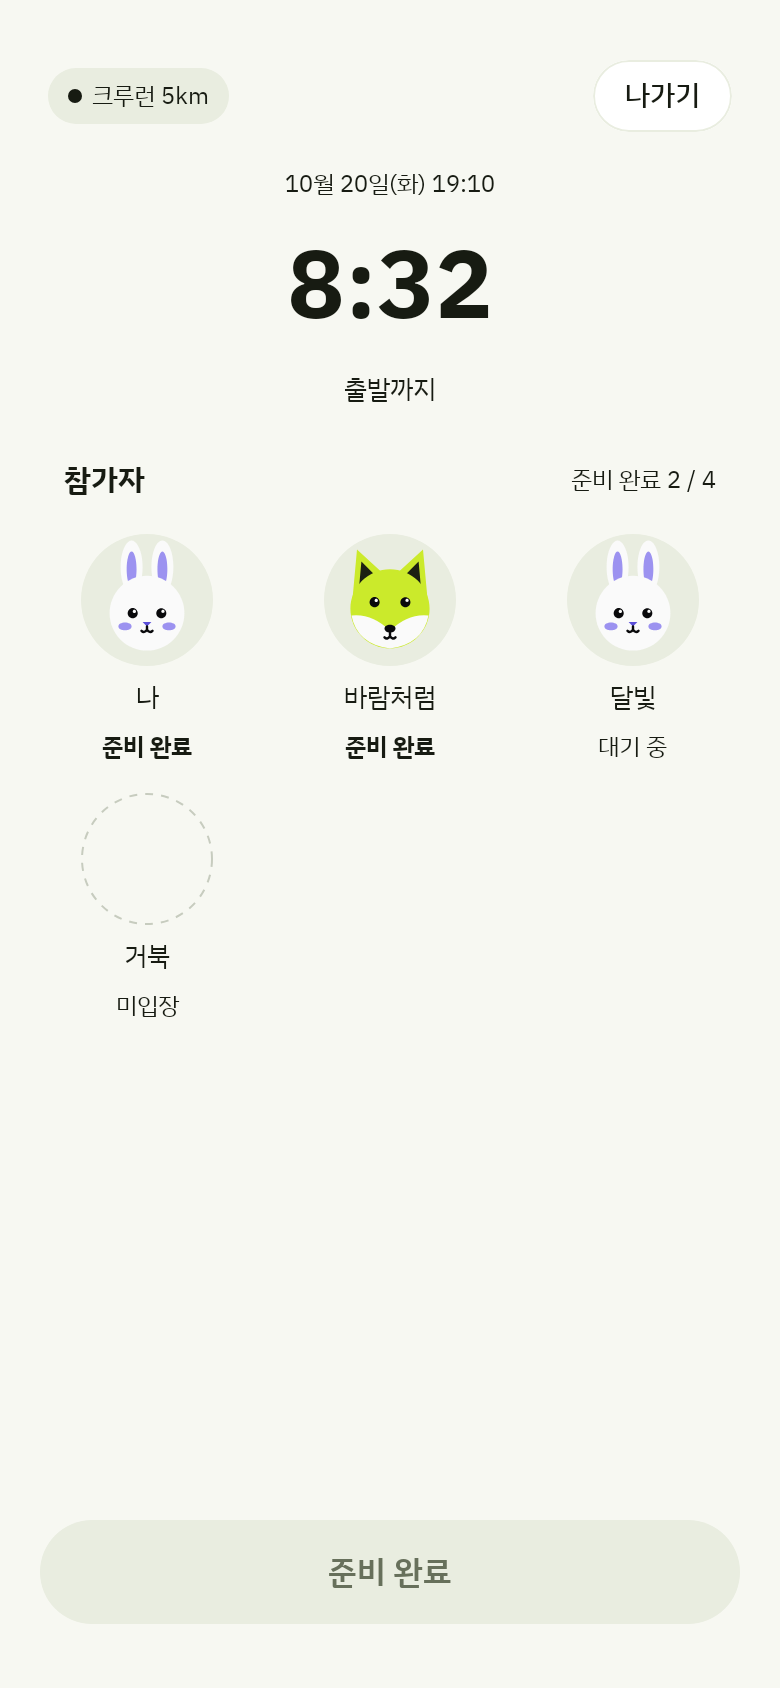 크루런 5km
나가기
10월 20일(화) 19:10
8:32
출발까지
참가자
준비 완료 2 / 4
나
바람처럼
달빛
준비 완료
준비 완료
대기 중
거북
미입장
준비 완료